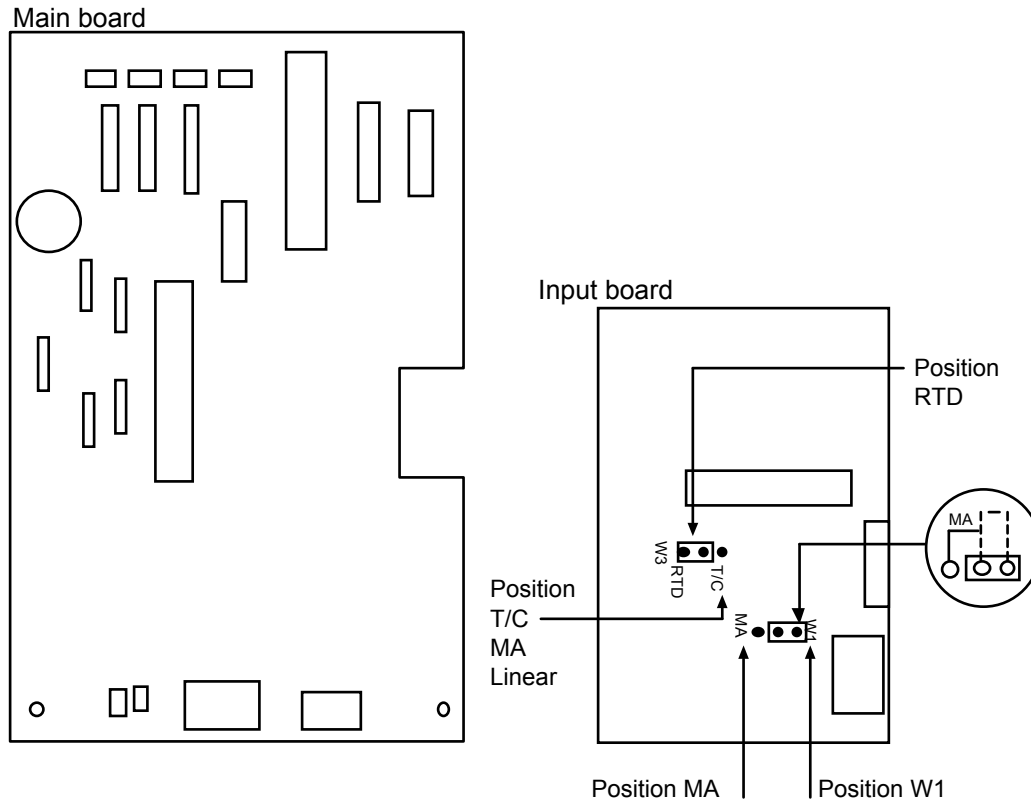 Main board
Input board
Position
RTD
MA
W3
RTD
T/C
Position
T/C
MA
Linear
MA
W1
Position MA
Position W1